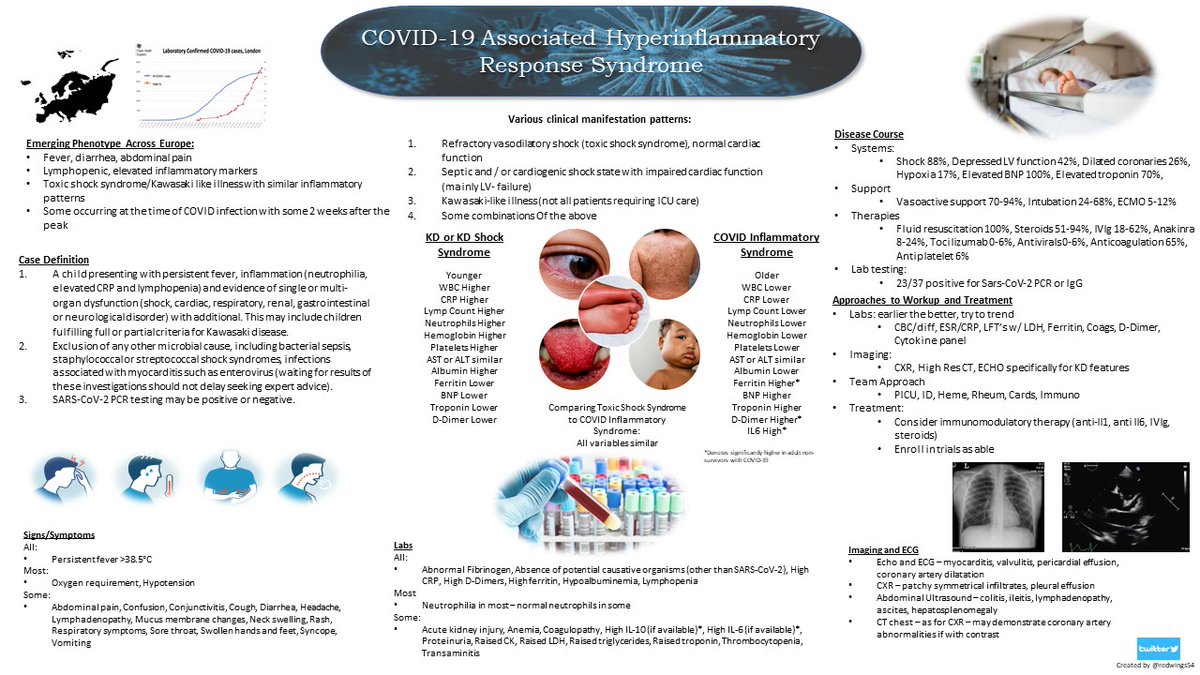 COVID-19 Associated Hyperinflammatory
Response Syndrome
Laboratory Confirmed COVID-19 cases, London
Emerging Phenotype Across Europe:
• Fever, diarrhea, abdominal pain
• Lymphopenic, elevated inflammatory markers
• Toxic shock syndrome/Kawasaki like illness with similar inflammatory
patterns
• Some occurring at the time of COVID infection with some 2 weeks after the
peak
Case Definition
1. A child presenting with persistent fever, inflammation (neutrophilia,
elevated CRP and lymphopenia) and evidence of single or multi-
organ dysfunction (shock, cardiac, respiratory, renal, gastrointestinal
or neurological disorder) with additional. This may include children
fulfilling full or partial criteria for Kawasaki disease.
2. Exclusion of any other microbial cause, including bacterial sepsis,
staphylococcal or streptococcal shock syndromes, infections
associated with myocarditis such as enterovirus (waiting for results of
these investigations should not delay seeking expert advice).
3. SARS-CoV-2 PCR testing may be positive or negative.
Signs/Symptoms
All:
• Persistent fever >38.5°C
Most:
• Oxygen requirement, Hypotension
Some:
• Abdominal pain, Confusion, Conjunctivitis, Cough, Diarrhea, Headache,
Lymphadenopathy, Mucus membrane changes, Neck swelling, Rash,
Respiratory symptoms, Sore throat, Swollen hands and feet, Syncope,
Vomiting
Various clinical manifestation patterns:
1. Refractory vasodilatory shock (toxic shock syndrome), normal cardiac
function
2. Septic and / or cardiogenic shock state with impaired cardiac function
(mainly LV- failure)
3. Kawasaki-like illness (not all patients requiring ICU care)
4. Some combinations Of the above
KD or KD Shock
Syndrome
Younger
WBC Higher
CRP Higher
Lymp Count Higher
Neutrophils Higher
Hemoglobin Higher
Platelets Higher
AST or ALT similar
Albumin Higher
Ferritin Lower
BNP Lower
Troponin Lower
D-Dimer Lower
Comparing Toxic Shock Syndrome
to COVID Inflammatory
Syndrome:
All variables similar
COVID Inflammatory
Syndrome
Older
WBC Lower
CRP Lower
Lymp Count Lower
Neutrophils Lower
Hemoglobin Lower
Platelets Lower
AST or ALT similar
Albumin Lower
Ferritin Higher*
BNP Higher
Troponin Higher
D-Dimer Higher*
IL6 High*
*Denotes significantly higher in adult non-
survivors with COVID-19
Labs
All:
• Abnormal Fibrinogen, Absence of potential causative organisms (other than SARS-CoV-2), High
CRP, High D-Dimers, High ferritin, Hypoalbuminemia, Lymphopenia
Most
• Neutrophilia in most – normal neutrophils in some
Some:
• Acute kidney injury, Anemia, Coagulopathy, High IL-10 (if available)*, High IL-6 (if available)*,
Proteinuria, Raised CK, Raised LDH, Raised triglycerides, Raised troponin, Thrombocytopenia,
Transaminitis
Disease Course
• Systems:
• Shock 88%, Depressed LV function 42%, Dilated coronaries 26%,
Hypoxia 17%, Elevated BNP 100%, Elevated troponin 70%,
• Support
• Vasoactive support 70-94%, Intubation 24-68%, ECMO 5-12%
• Therapies
• Fluid resuscitation 100%, Steroids 51-94%, IVIg 18-62%, Anakinra
8-24%, Tocilizumab 0-6%, Antivirals 0-6%, Anticoagulation 65%,
Antiplatelet 6%
• Lab testing:
• 23/37 positive for Sars-CoV-2 PCR or IgG
Approaches to Workup and Treatment
• Labs: earlier the better, try to trend
• CBC/diff, ESR/CRP, LFT's w/ LDH, Ferritin, Coags, D-Dimer,
Cytokine panel
• Imaging:
• CXR, High Res CT, ECHO specifically for KD features
• Team Approach
• PICU, ID, Heme, Rheum, Cards, Immuno
• Treatment:
• Consider immunomodulatory therapy (anti-Il1, anti Il6, IVIg,
steroids)
• Enroll in trials as able
L
Imaging and ECG
• Echo and ECG – myocarditis, valvulitis, pericardial effusion,
coronary artery dilatation
• CXR – patchy symmetrical infiltrates, pleural effusion
• Abdominal Ultrasound – colitis, ileitis, lymphadenopathy,
ascites, hepatosplenomegaly
• CT chest – as for CXR – may demonstrate coronary artery
abnormalities if with contrast
twitter
Created by @redwings54